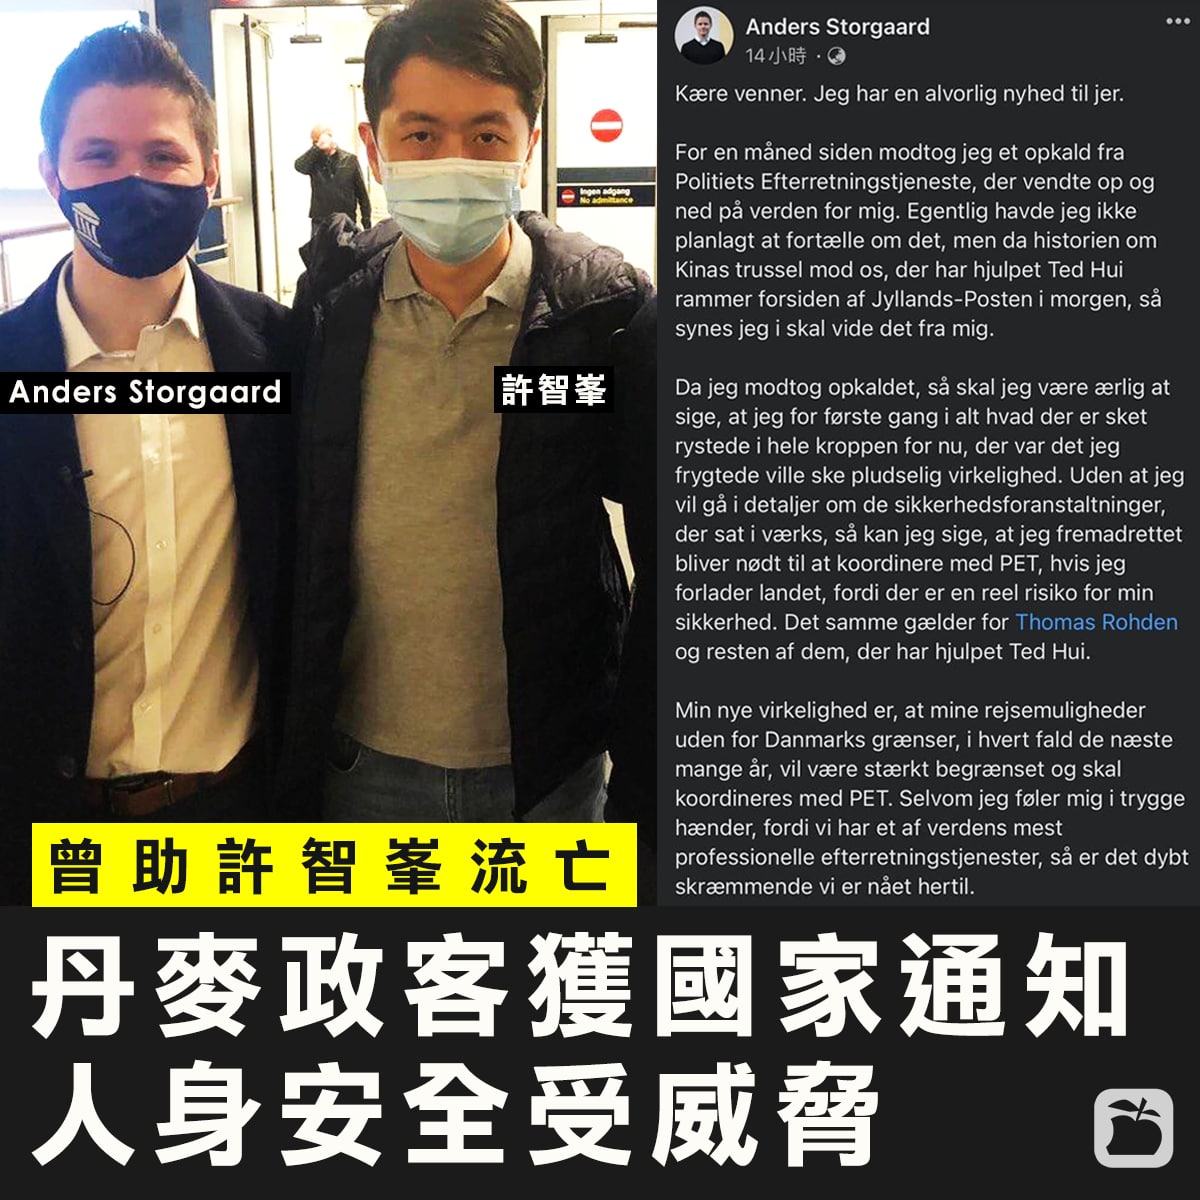 Ingen adgang
No admittance
Anders Storgaard
許智峯
Anders Storgaard
14小時 ·
Kære venner. Jeg har en alvorlig nyhed til jer.
For en måned siden modtog jeg et opkald fra
Politiets Efterretningstjeneste, der vendte op og
ned på verden for mig. Egentlig havde jeg ikke
planlagt at fortælle om det, men da historien om
Kinas trussel mod os, der har hjulpet Ted Hui
rammer forsiden af Jyllands-Posten i morgen, så
synes jeg i skal vide det fra mig.
Da jeg modtog opkaldet, så skal jeg være ærlig at
sige, at jeg for første gang i alt hvad der er sket
rystede i hele kroppen for nu, der var det jeg
frygtede ville ske pludselig virkelighed. Uden at jeg
vil gå i detaljer om de sikkerhedsforanstaltninger,
der sat i værks, så kan jeg sige, at jeg fremadrettet
bliver nødt til at koordinere med PET, hvis jeg
forlader landet, fordi der er en reel risiko for min
sikkerhed. Det samme gælder for Thomas Rohden
og resten af dem, der har hjulpet Ted Hui.
Min nye virkelighed er, at mine rejsemuligheder
uden for Danmarks grænser, i hvert fald de næste
mange år, vil være stærkt begrænset og skal
koordineres med PET. Selvom jeg føler mig i trygge
hænder, fordi vi har et af verdens mest
professionelle efterretningstjenester, så er det dybt
skræmmende vi er nået hertil.
曾助許智峯流亡
丹麥政客獲國家通知
人身安全受威脅